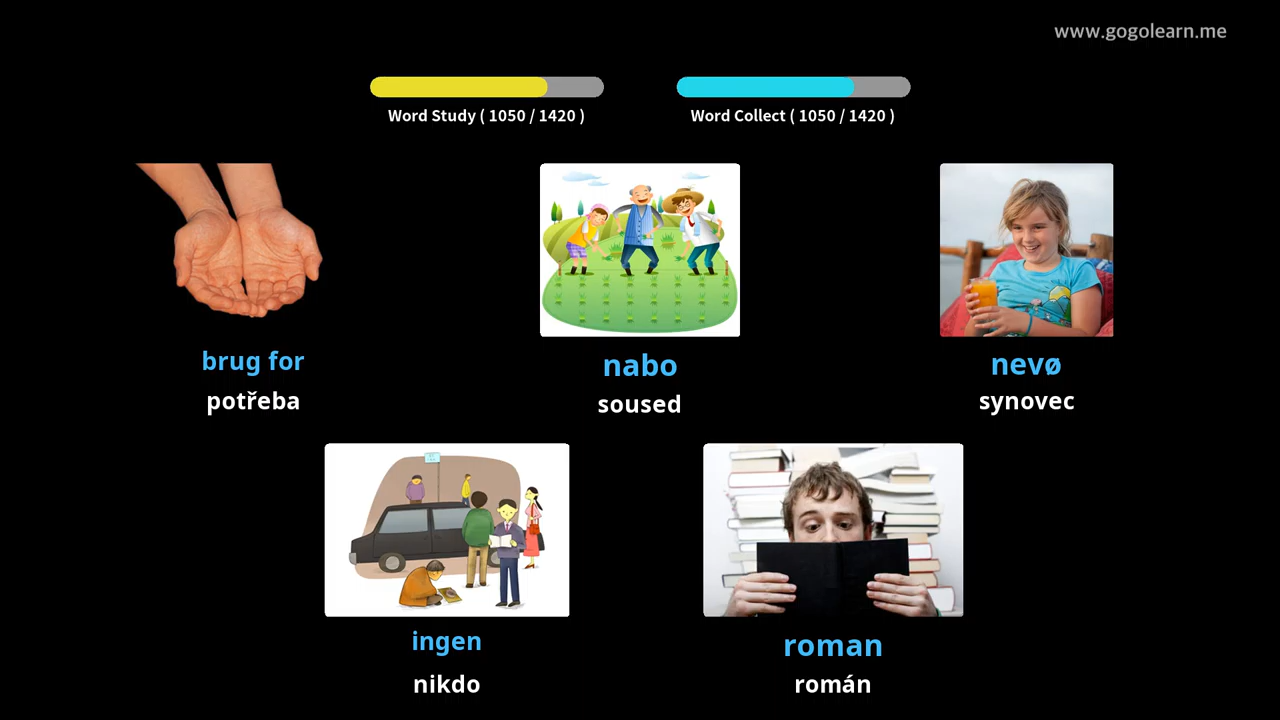 www.gogolearn.me
Word Study ( 1050 / 1420 )
Word Collect ( 1050 / 1420 )
brug for
potřeba
nabo
soused
nevø
synovec
ingen
nikdo
roman
román